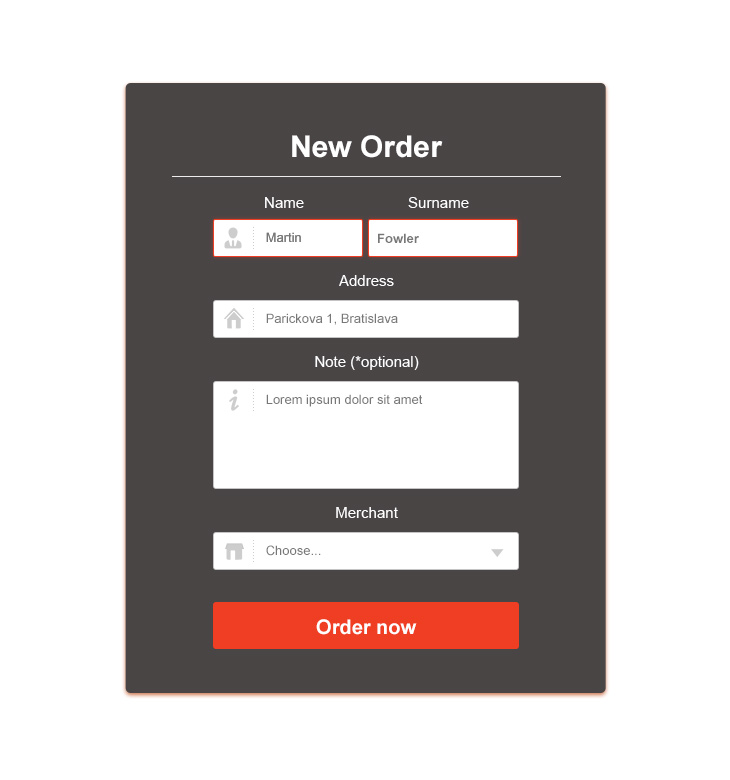 New Order
Name Surname
Martin Fowler
Address
Parickova 1, Bratislava
Note (*optional)
Lorem ipsum dolor sit amet
Merchant
Choose...
Order now